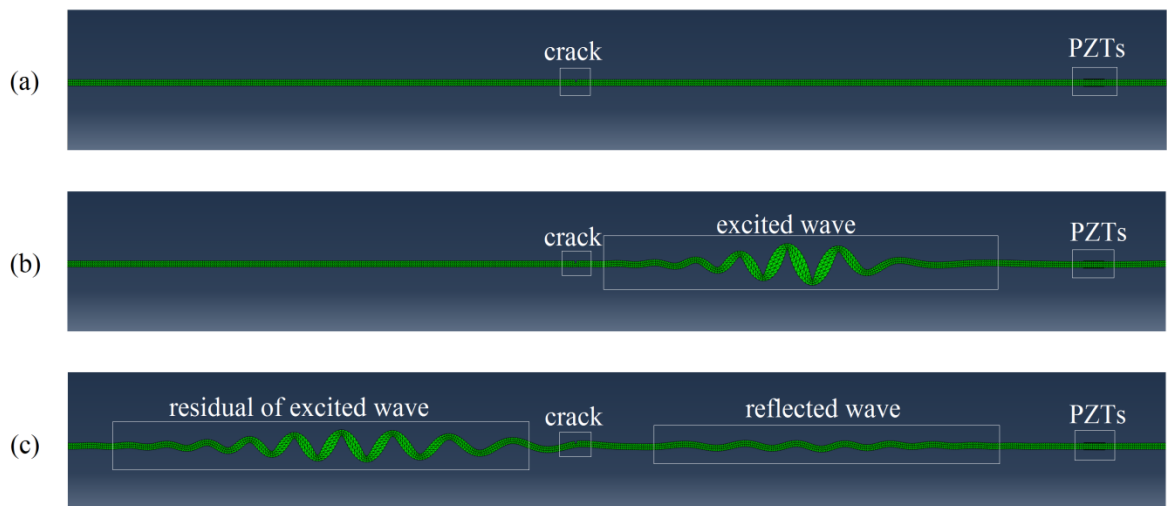 (a)
crack
PZTs
(b)
crack
excited wave
PZTs
(c)
residual of excited wave
crack
reflected wave
PZTs